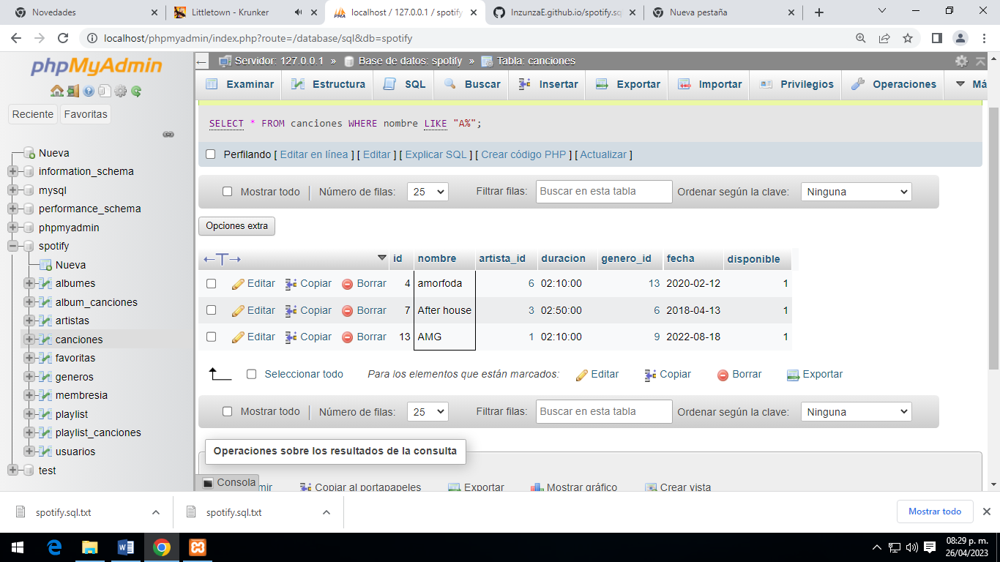 Novedades
Littletown - Krunker
localhost / 127.0.0.1 / spotify
InzunzaE.github.io/spotify.sq
Nueva pestaña
localhost/phpmyadmin/index.php?route=/database/sql&db=spotify
phpMyAdmin
Reciente Favoritas
Nueva
information_schema
mysql
performance_schema
phpmyadmin
spotify
Nueva
albumes
album_canciones
artistas
canciones
favoritas
generos
membresia
playlist
playlist_canciones
usuarios
test
Servidor: 127.0.0.1 » Base de datos: spotify » Tabla: canciones
Examinar Estructura SQL Buscar Insertar Exportar Importar Privilegios Operaciones Má
SELECT * FROM canciones WHERE nombre LIKE "A%";
Perfilando [ Editar en línea ] [ Editar ] [ Explicar SQL ] [ Crear código PHP ] [ Actualizar ]
Mostrar todo Número de filas: 25 Filtrar filas: Buscar en esta tabla Ordenar según la clave: Ninguna
Opciones extra
←T→ id nombre artista_id duracion genero_id fecha disponible
Editar Copiar Borrar 4 amorfoda 6 02:10:00 13 2020-02-12 1
Editar Copiar Borrar 7 After house 3 02:50:00 6 2018-04-13 1
Editar Copiar Borrar 13 AMG 1 02:10:00 9 2022-08-18 1
Seleccionar todo Para los elementos que están marcados: Editar Copiar Borrar Exportar
Mostrar todo Número de filas: 25 Filtrar filas: Buscar en esta tabla Ordenar según la clave: Ninguna
Operaciones sobre los resultados de la consulta
Consola
Copiar al portapapeles Exportar Mostrar gráfico Crear vista
spotify.sql.txt
spotify.sql.txt
Mostrar todo
08:29 p. m.
26/04/2023